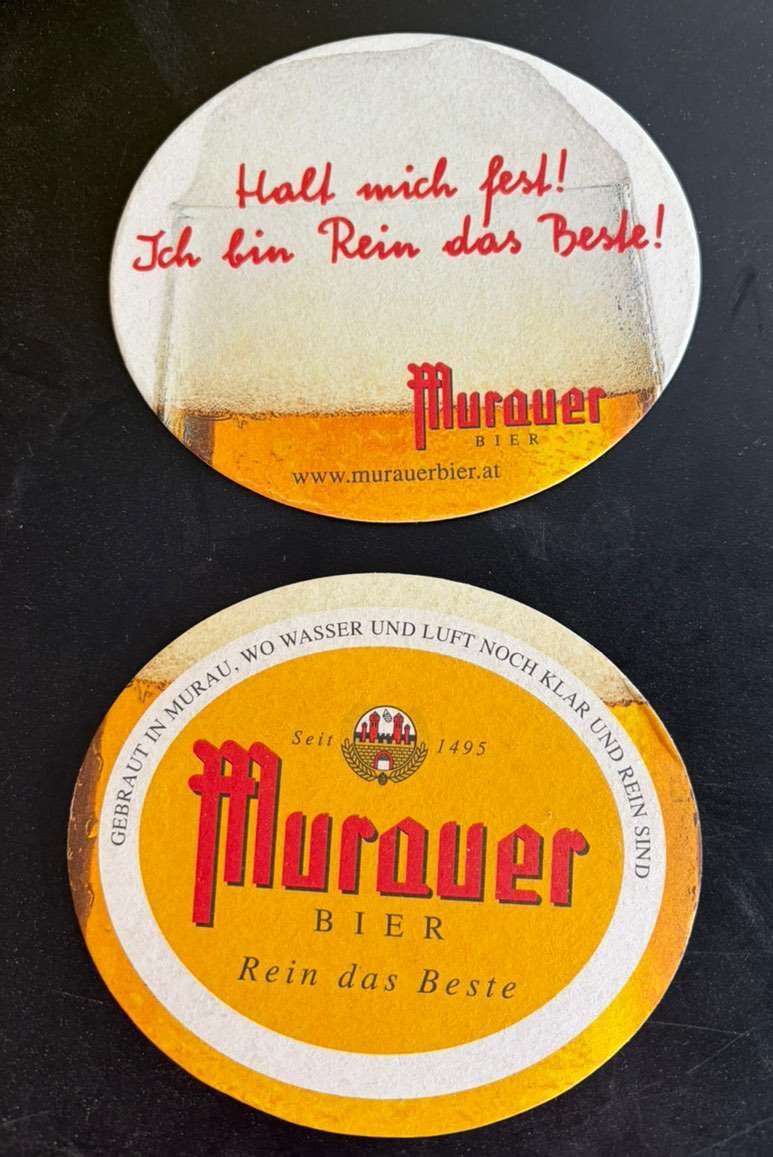 Halt mich fest!
Ich bin Rein das Beste!
Murauer
BIER
www.murauerbier.at
GEBRAUT IN MURAU, WO WASSER UND LUFT NOCH KLAR UND REIN SIND
Seit 1495
Murauer
BIER
Rein das Beste